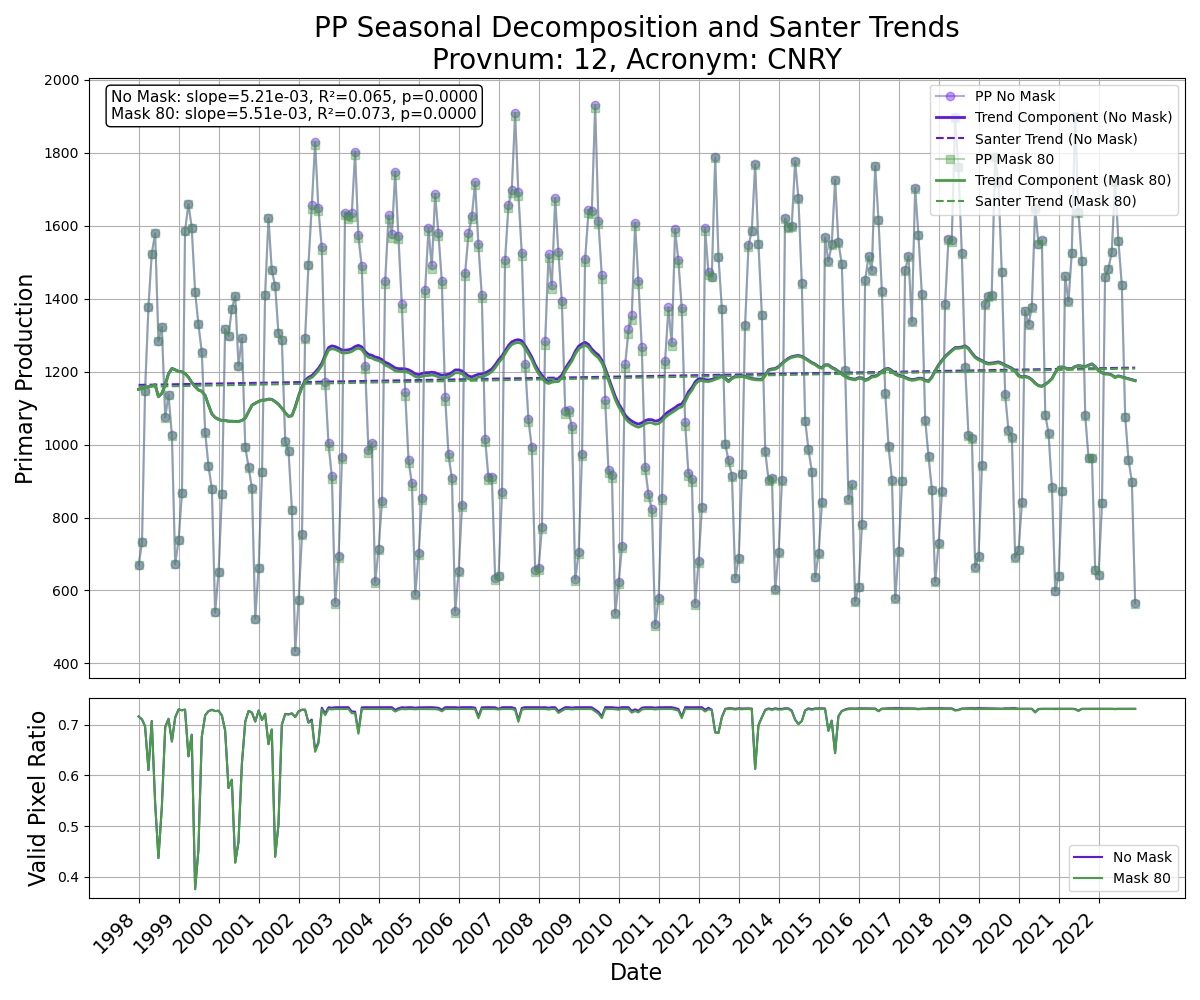 PP Seasonal Decomposition and Santer Trends
Provnum: 12, Acronym: CNRY
No Mask: slope=5.21e-03, R²=0.065, p=0.0000
Mask 80: slope=5.51e-03, R²=0.073, p=0.0000
PP No Mask
Trend Component (No Mask)
Santer Trend (No Mask)
PP Mask 80
Trend Component (Mask 80)
Santer Trend (Mask 80)
Primary Production
2000
1800
1600
1400
1200
1000
800
600
400
Valid Pixel Ratio
0.7
0.6
0.5
0.4
No Mask
Mask 80
1998
1999
2000
2001
2002
2003
2004
2005
2006
2007
2008
2009
2010
2011
2012
2013
2014
2015
2016
2017
2018
2019
2020
2021
2022
Date